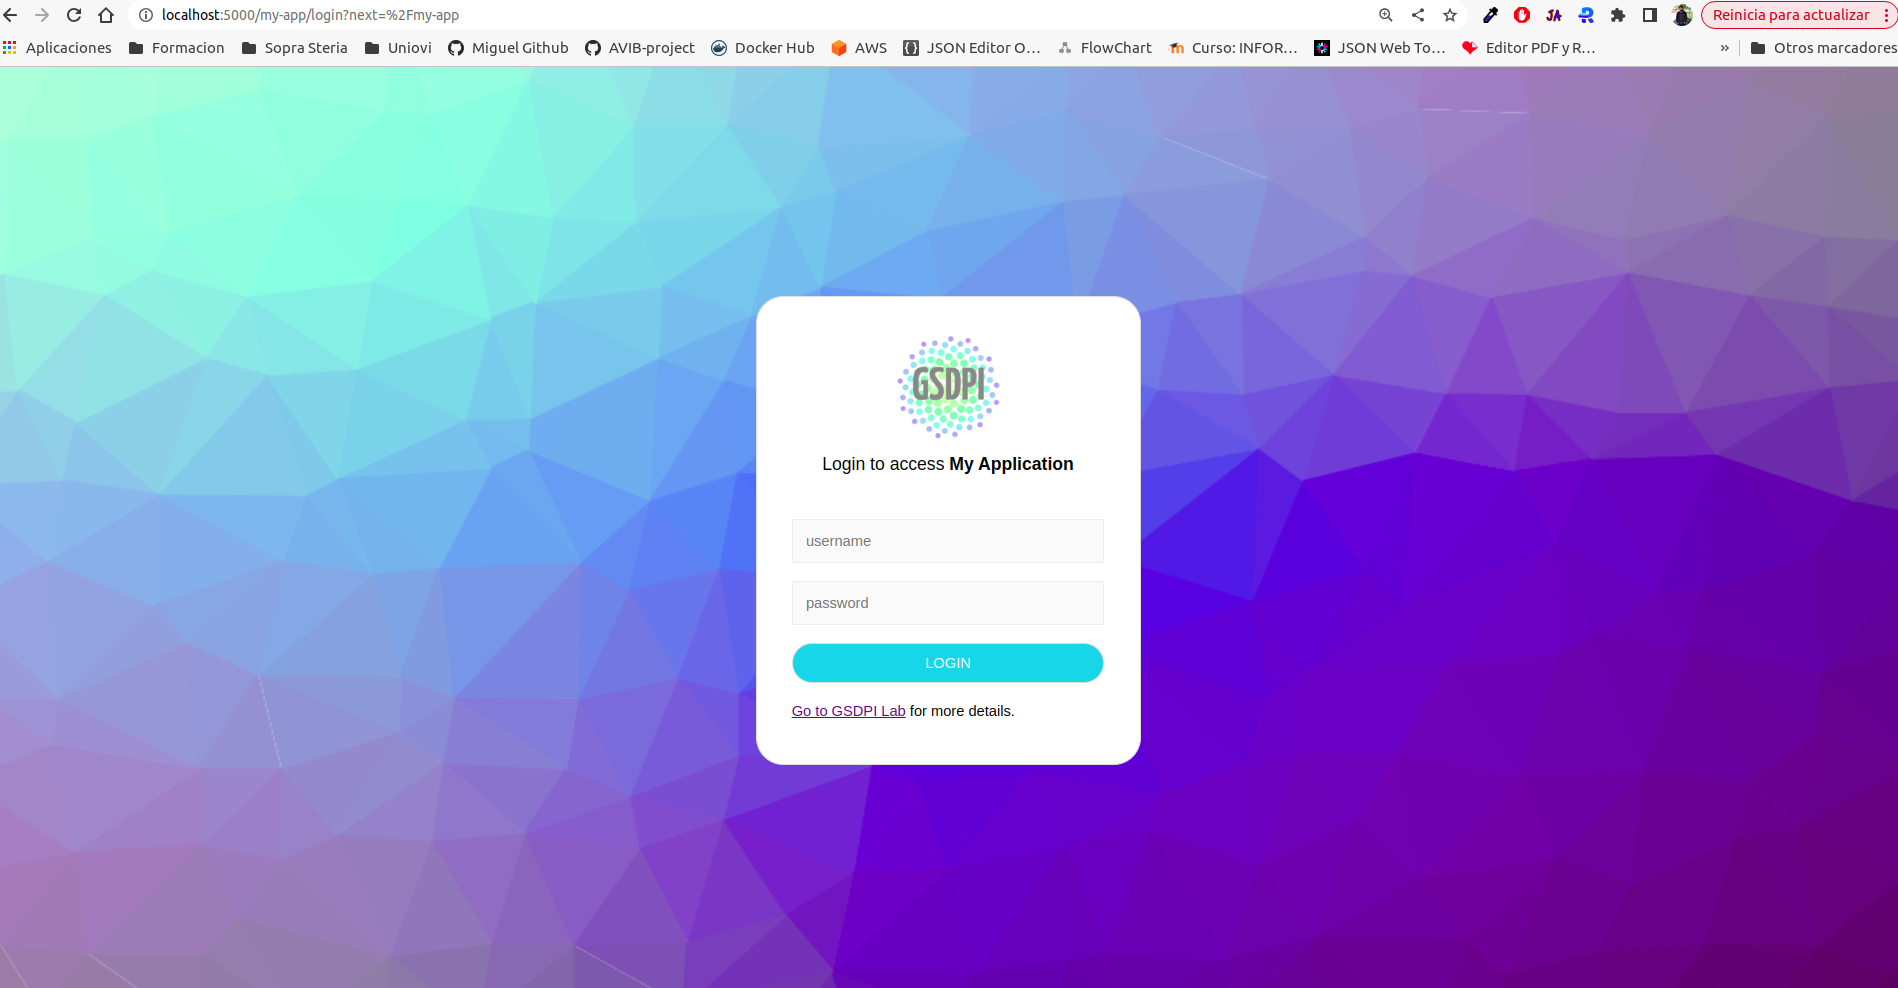 localhost:5000/my-app/login?next=%2Fmy-app
Reinicia para actualizar
Aplicaciones Formacion Sopra Steria Uniovi Miguel Github AVIB-project Docker Hub AWS JSON Editor O... FlowChart Curso: INFOR... JSON Web To... Editor PDF y R... » Otros marcadores
JA
GSDPI
Login to access My Application
username
password
LOGIN
Go to GSDPI Lab for more details.